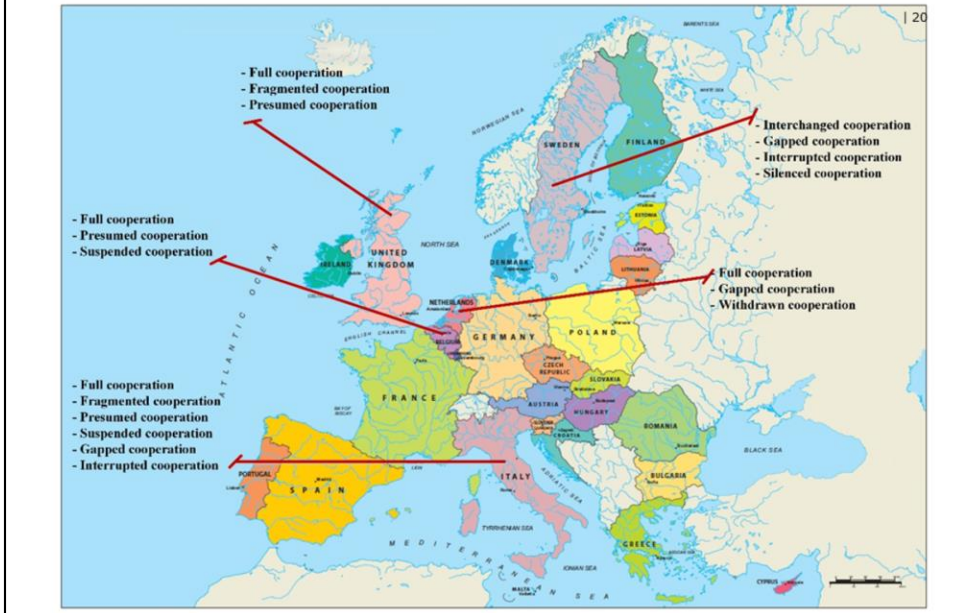 | 20
BARENTS SEA
- Full cooperation
- Fragmented cooperation
- Presumed cooperation
WHITE SEA
NORWEGIAN SEA
- Interchanged cooperation
- Gapped cooperation
- Interrupted cooperation
- Silenced cooperation
SWEDEN
FINLAND
- Full cooperation
- Presumed cooperation
- Suspended cooperation
ESTONIA
NORTH SEA
BALTIC SEA
LATVIA
UNITED
KINGDOM
IRELAND
DENMARK
LITHUANIA
- Full cooperation
- Gapped cooperation
- Withdrawn cooperation
ATLANTIC OCEAN
NETHERLANDS
ENGLISH CHANNEL
BELGIUM
GERMANY
POLAND
CZECH
REPUBLIC
SLOVAKIA
- Full cooperation
- Fragmented cooperation
- Presumed cooperation
- Suspended cooperation
- Gapped cooperation
- Interrupted cooperation
FRANCE
AUSTRIA
HUNGARY
ROMANIA
CROATIA
BLACK SEA
ITALY
ADRIATIC SEA
BULGARIA
PORTUGAL
SPAIN
TYRRHENIAN SEA
GREECE
MEDITERRANEAN SEA
IONIAN SEA
MALTA
CYPRUS